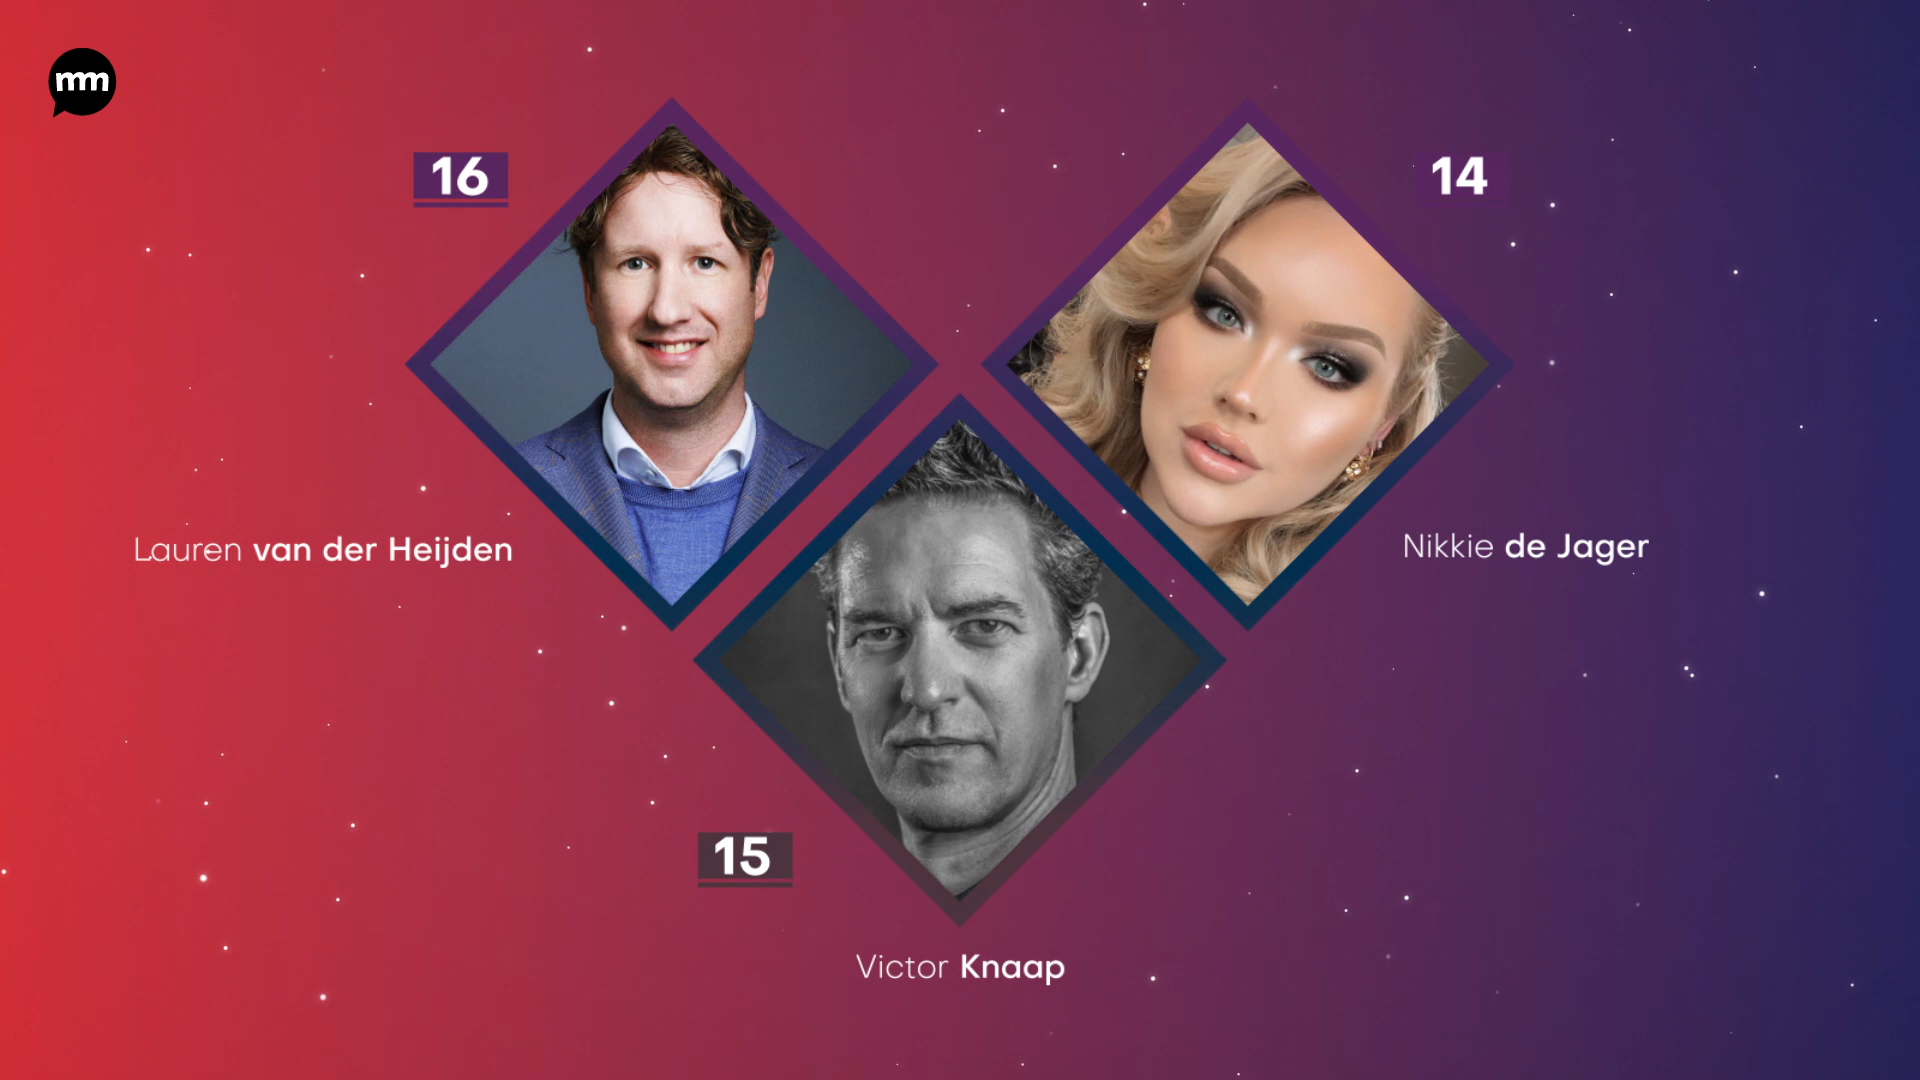 mm
16
14
Lauren van der Heijden
Nikkie de Jager
15
Victor Knaap